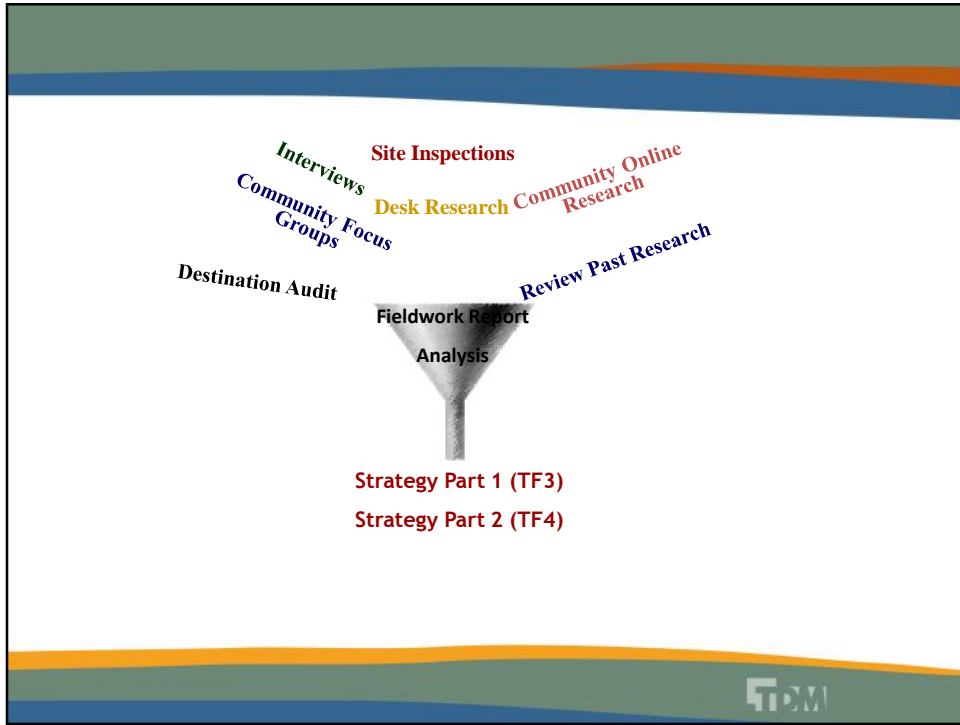 Interviews
Site Inspections
Community Online
Research
Community Focus
Groups
Desk Research
Destination Audit
Review Past Research
Fieldwork Report
Analysis
Strategy Part 1 (TF3)
Strategy Part 2 (TF4)
TDM